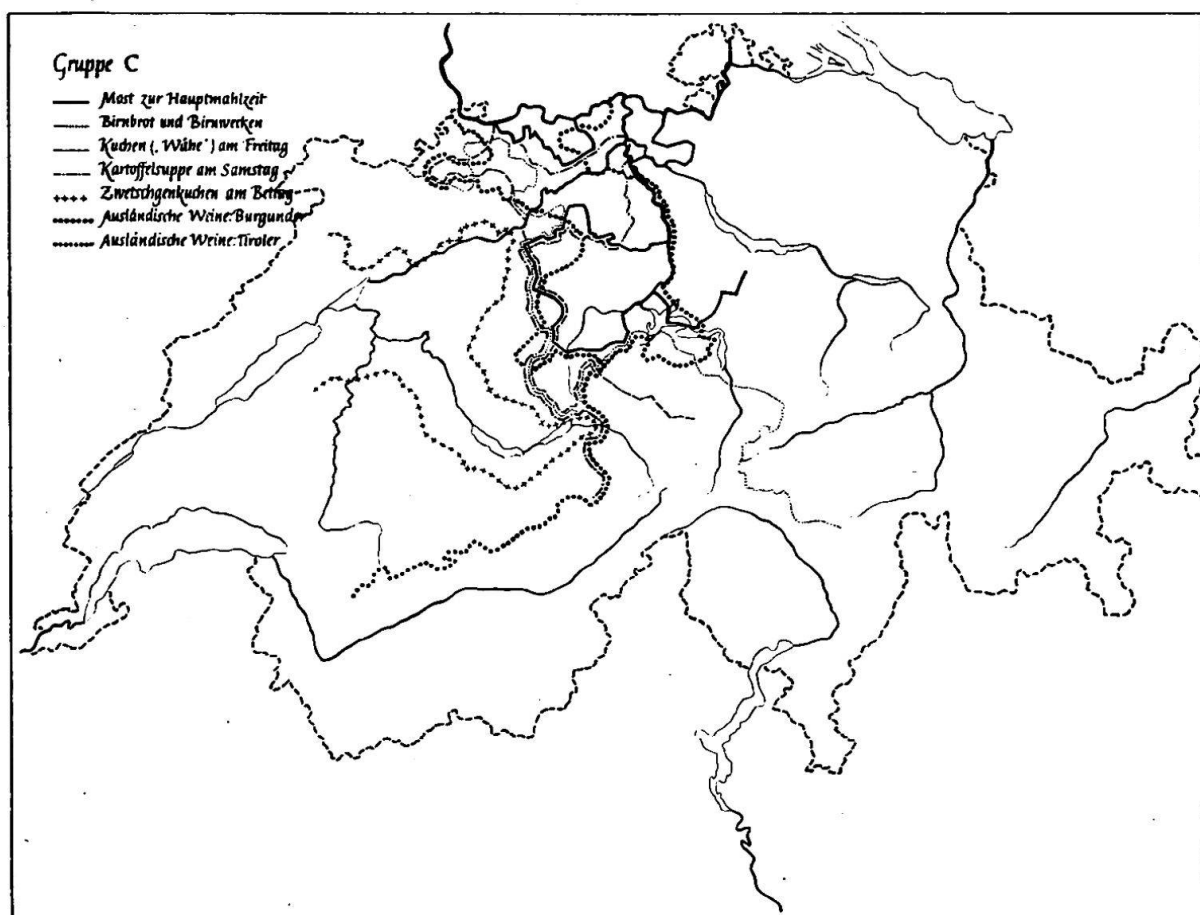 Gruppe C
Most zur Hauptmahlzeit
Birnbrot und Birnwecken
Kuchen („Wähe“) am Freitag
Kartoffelsuppe am Samstag
Zwetschgenkuchen am Bettag
Ausländische Weine: Burgunder
Ausländische Weine: Tiroler